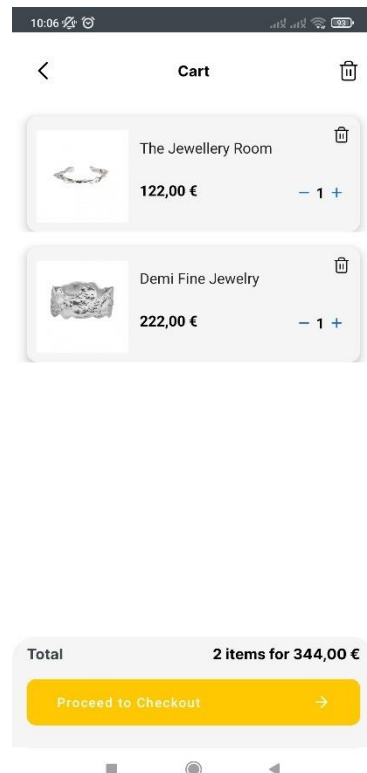 10:06
93
Cart
The Jewellery Room
122,00 €
− 1 +
Demi Fine Jewelry
222,00 €
− 1 +
Total 2 items for 344,00 €
Proceed to Checkout →